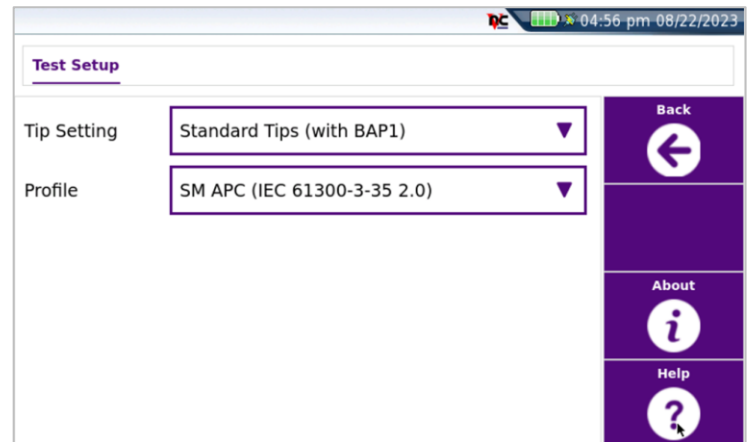 04:56 pm 08/22/2023
Test Setup
Back
Tip Setting
Standard Tips (with BAP1)
Profile
SM APC (IEC 61300-3-35 2.0)
About
i
Help
?